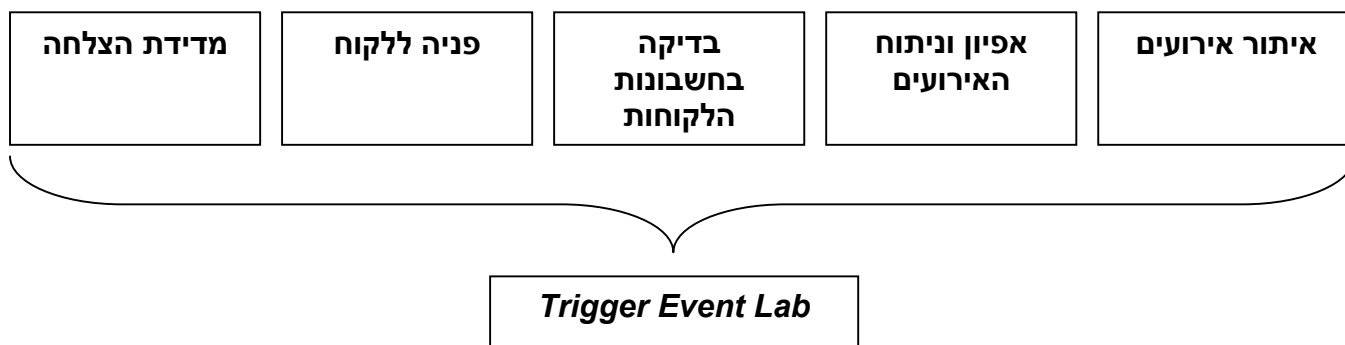 איתור אירועים
אפיון וניתוח
האירועים
בדיקה
בחשבונות
הלקוחות
פניה ללקוח
מדידת הצלחה
Trigger Event Lab